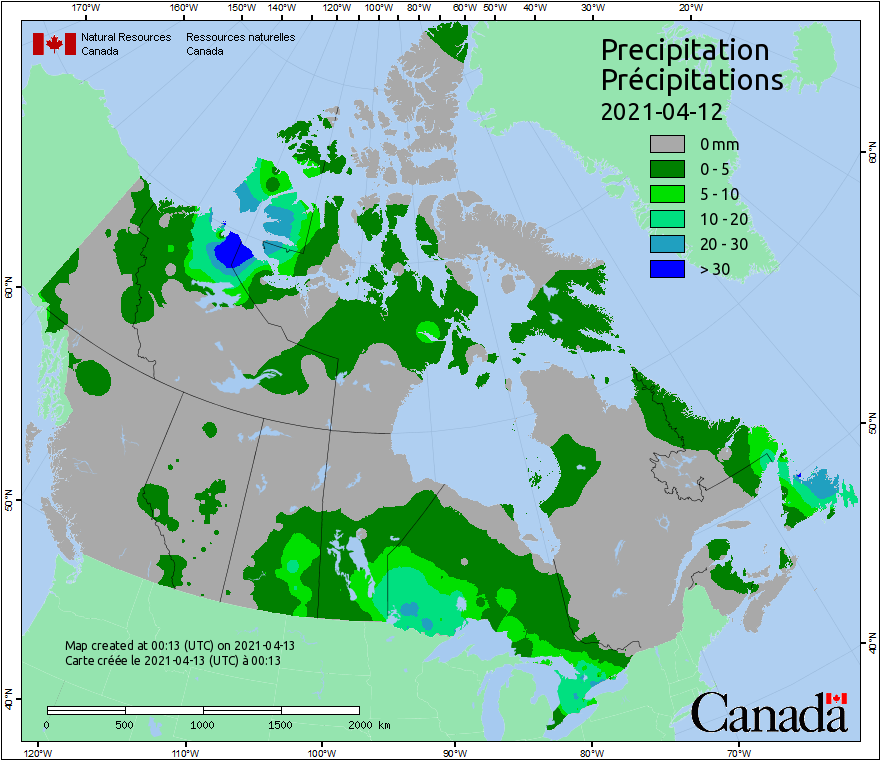 170°W 160°W 150°W 140°W 120°W 100°W 80°W 60°W 50°W 40°W 30°W 20°W
Natural Resources Ressources naturelles
Canada Canada
Precipitation
Précipitations
2021-04-12
0 mm
0 - 5
5 - 10
10 - 20
20 - 30
> 30
60°N
60°N
50°N
50°N
40°N
40°N
Map created at 00:13 (UTC) on 2021-04-13
Carte créée le 2021-04-13 (UTC) à 00:13
0 500 1000 1500 2000 km
Canada
120°W 110°W 100°W 90°W 80°W 70°W